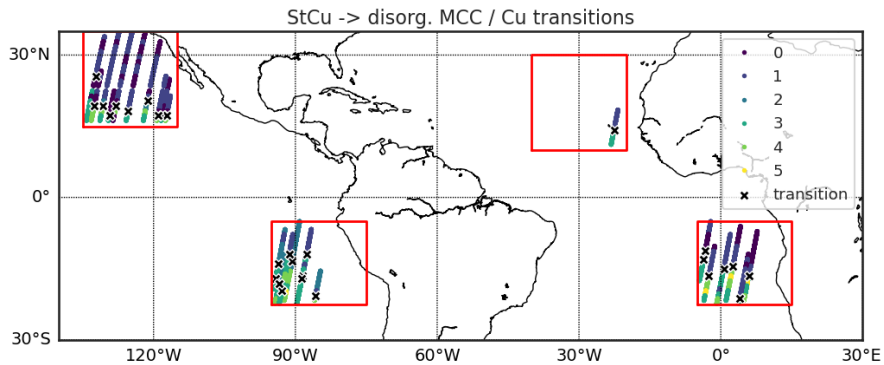 StCu -> disorg. MCC / Cu transitions
30°N
0°
30°S
0
1
2
3
4
5
transition
120°W
90°W
60°W
30°W
0°
30°E